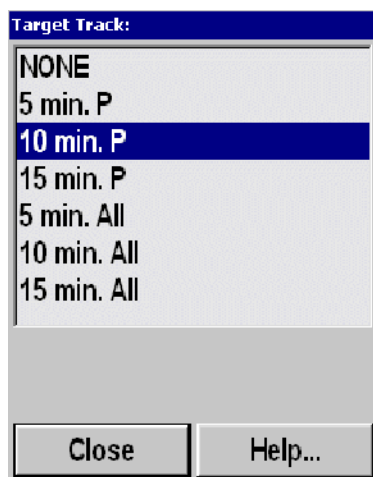 Target Track:
NONE
5 min. P
10 min. P
15 min. P
5 min. All
10 min. All
15 min. All
Close
Help...